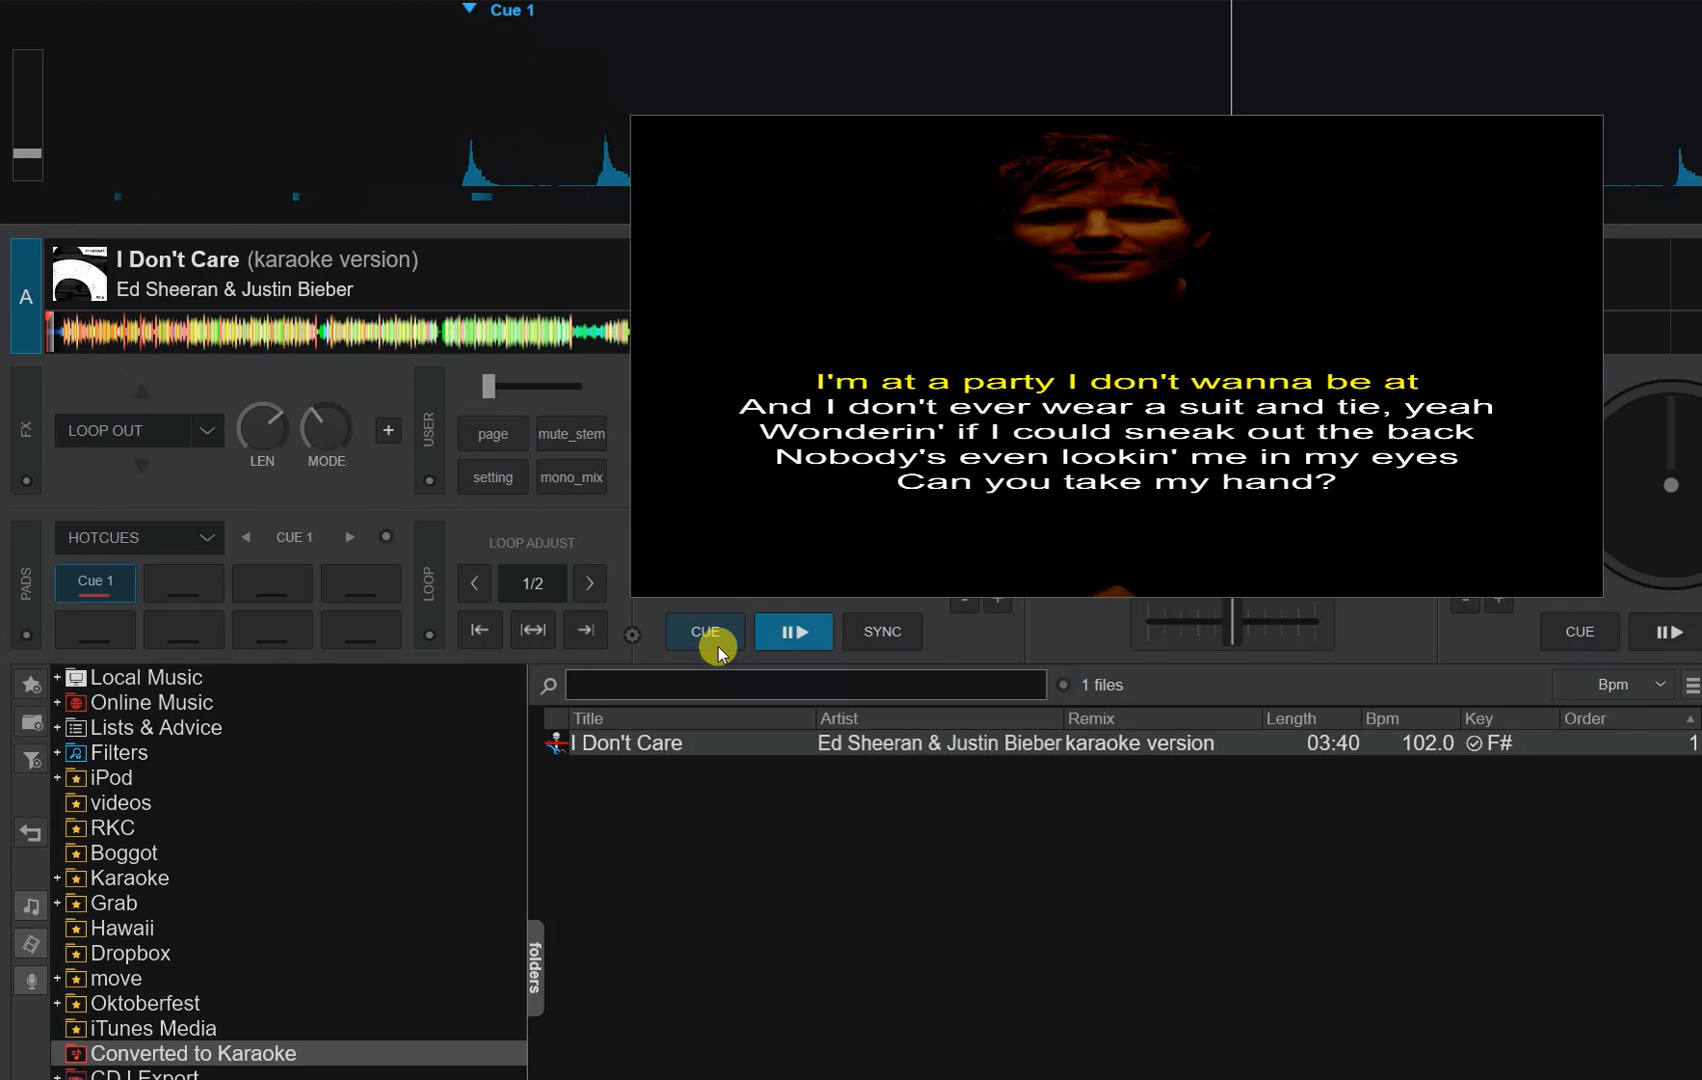 Cue 1
A
I Don't Care (karaoke version)
Ed Sheeran & Justin Bieber
I'm at a party I don't wanna be at
And I don't ever wear a suit and tie, yeah
Wonderin' if I could sneak out the back
Nobody's even lookin' me in my eyes
Can you take my hand?
FX
LOOP OUT
LEN
MODE
+
USER
page
mute_stem
setting
mono_mix
PADS
HOTCUES
CUE 1
Cue 1
LOOP
LOOP ADJUST
< 1/2 >
- +
- +
CUE
SYNC
CUE
+ Local Music
+ Online Music
+ Lists & Advice
+ Filters
+ iPod
videos
RKC
Boggot
+ Karaoke
+ Grab
Hawaii
Dropbox
+ move
+ Oktoberfest
iTunes Media
Converted to Karaoke
folders
1 files
Bpm
Title Artist Remix Length Bpm Key Order
I Don't Care Ed Sheeran & Justin Bieber karaoke version 03:40 102.0 F# 1